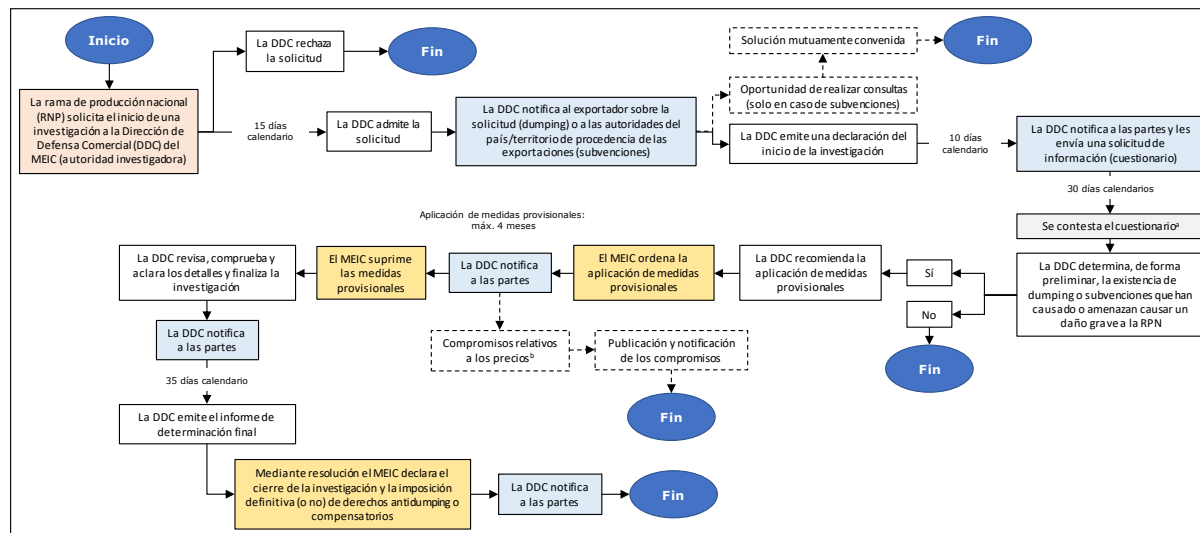 Inicio
La DDC rechaza
la solicitud
Fin
Solución mutuamente convenida
Fin
La rama de producción nacional
(RNP) solicita el inicio de una
investigación a la Dirección de
Defensa Comercial (DDC) del
MEIC (autoridad investigadora)
15 días
calendario
La DDC admite la
solicitud
La DDC notifica al exportador sobre la
solicitud (dumping) o a las autoridades del
país/territorio de procedencia de las
exportaciones (subvenciones)
Oportunidad de realizar consultas
(solo en caso de subvenciones)
La DDC emite una declaración del
inicio de la investigación
10 días
calendario
La DDC notifica a las partes y les
envía una solicitud de
información (cuestionario)
30 días calendarios
Se contesta el cuestionarioª
La DDC determina, de forma
preliminar, la existencia de
dumping o subvenciones que han
causado o amenazan causar un
daño grave a la RPN
Sí
No
Fin
La DDC recomienda la
aplicación de medidas
provisionales
El MEIC ordena la
aplicación de medidas
provisionales
Aplicación de medidas provisionales:
máx. 4 meses
La DDC notifica
a las partes
El MEIC suprime
las medidas
provisionales
La DDC revisa, comprueba y
aclara los detalles y finaliza la
investigación
Compromisos relativos
a los preciosᵇ
Publicación y notificación
de los compromisos
Fin
La DDC notifica
a las partes
35 días calendario
La DDC emite el informe de
determinación final
Mediante resolución el MEIC declara el
cierre de la investigación y la imposición
definitiva (o no) de derechos antidumping o
compensatorios
La DDC notifica
a las partes
Fin